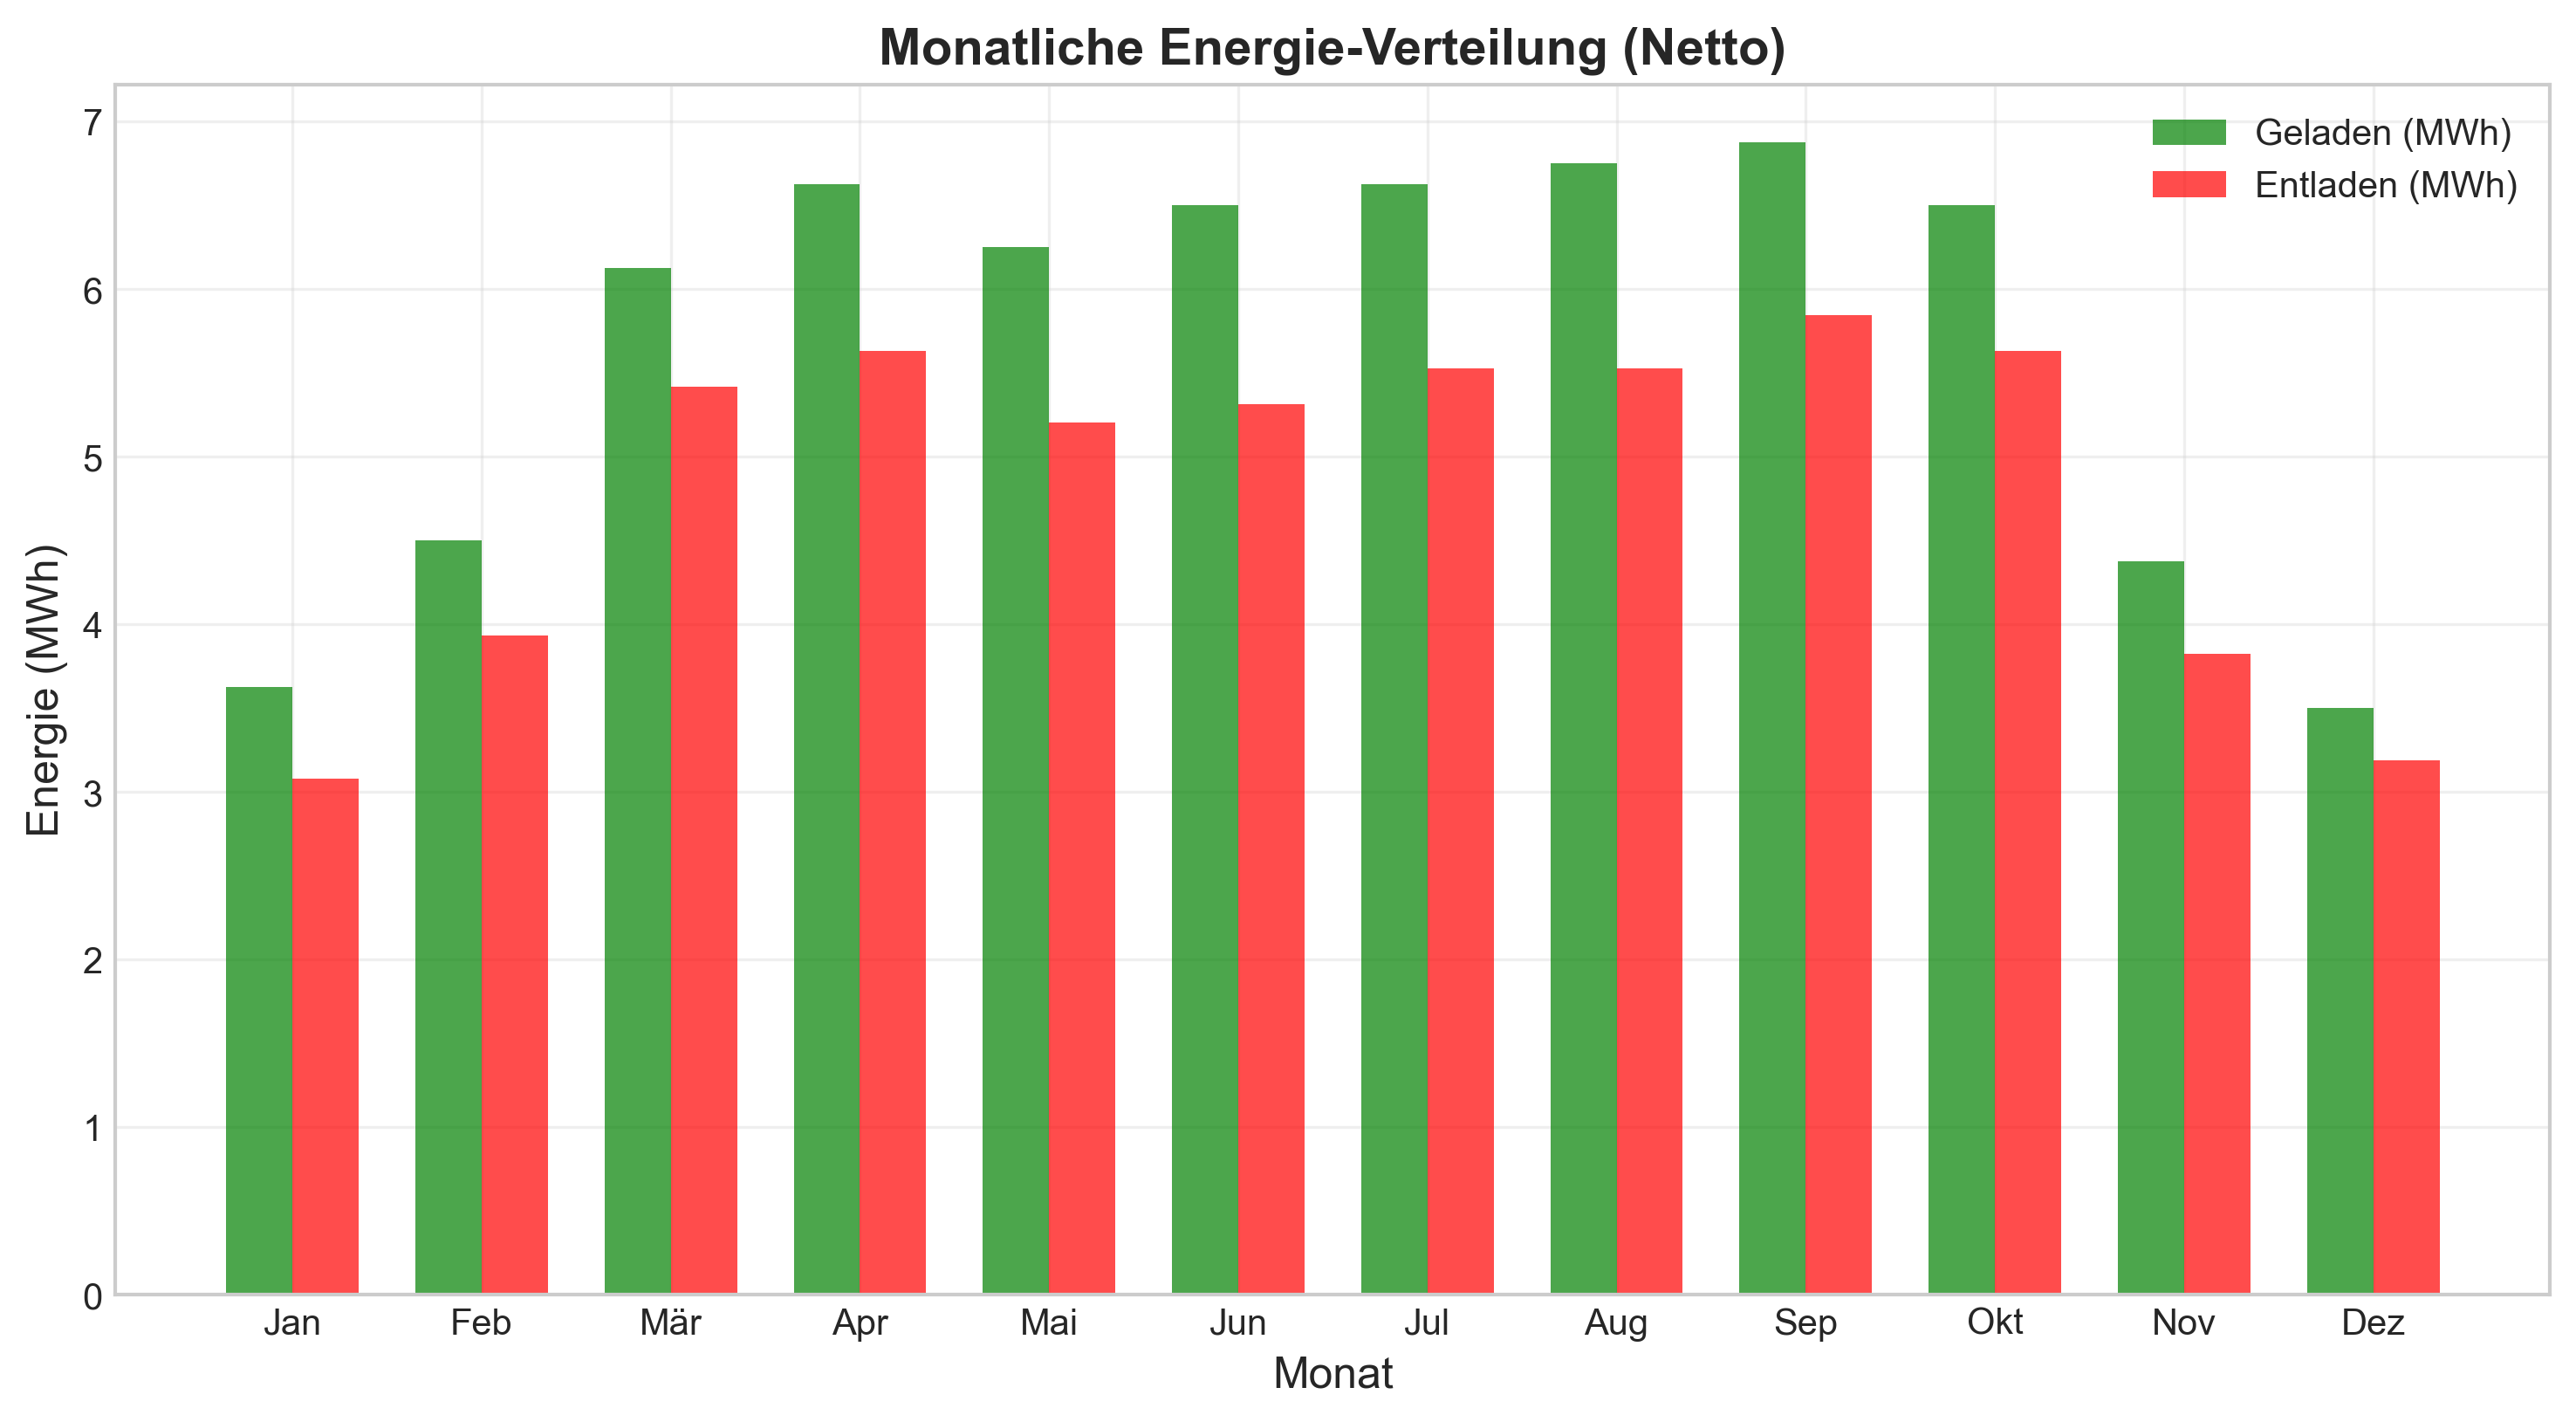 Monatliche Energie-Verteilung (Netto)
Geladen (MWh)
Entladen (MWh)
Energie (MWh)
7
6
5
4
3
2
1
0
Jan Feb Mär Apr Mai Jun Jul Aug Sep Okt Nov Dez
Monat